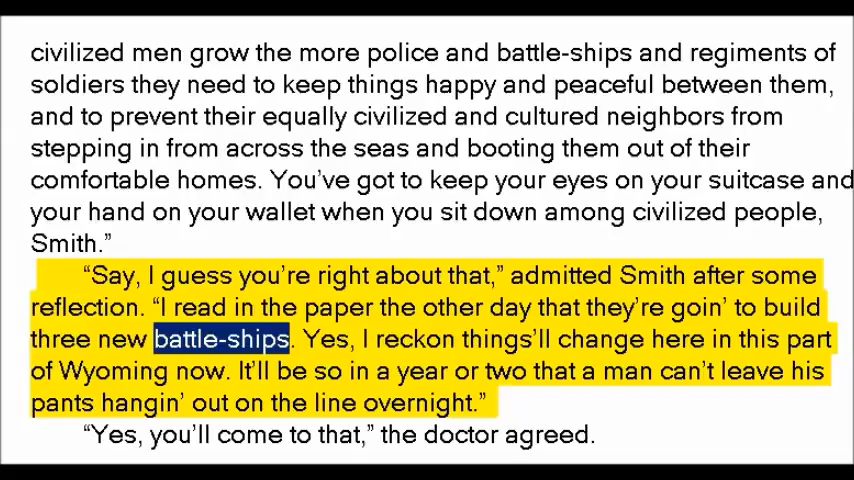 civilized men grow the more police and battle-ships and regiments of
soldiers they need to keep things happy and peaceful between them,
and to prevent their equally civilized and cultured neighbors from
stepping in from across the seas and booting them out of their
comfortable homes. You’ve got to keep your eyes on your suitcase and
your hand on your wallet when you sit down among civilized people,
Smith.”
“Say, I guess you’re right about that,” admitted Smith after some
reflection. “I read in the paper the other day that they’re goin’ to build
three new battle-ships. Yes, I reckon things’ll change here in this part
of Wyoming now. It’ll be so in a year or two that a man can’t leave his
pants hangin’ out on the line overnight.”
“Yes, you’ll come to that,” the doctor agreed.